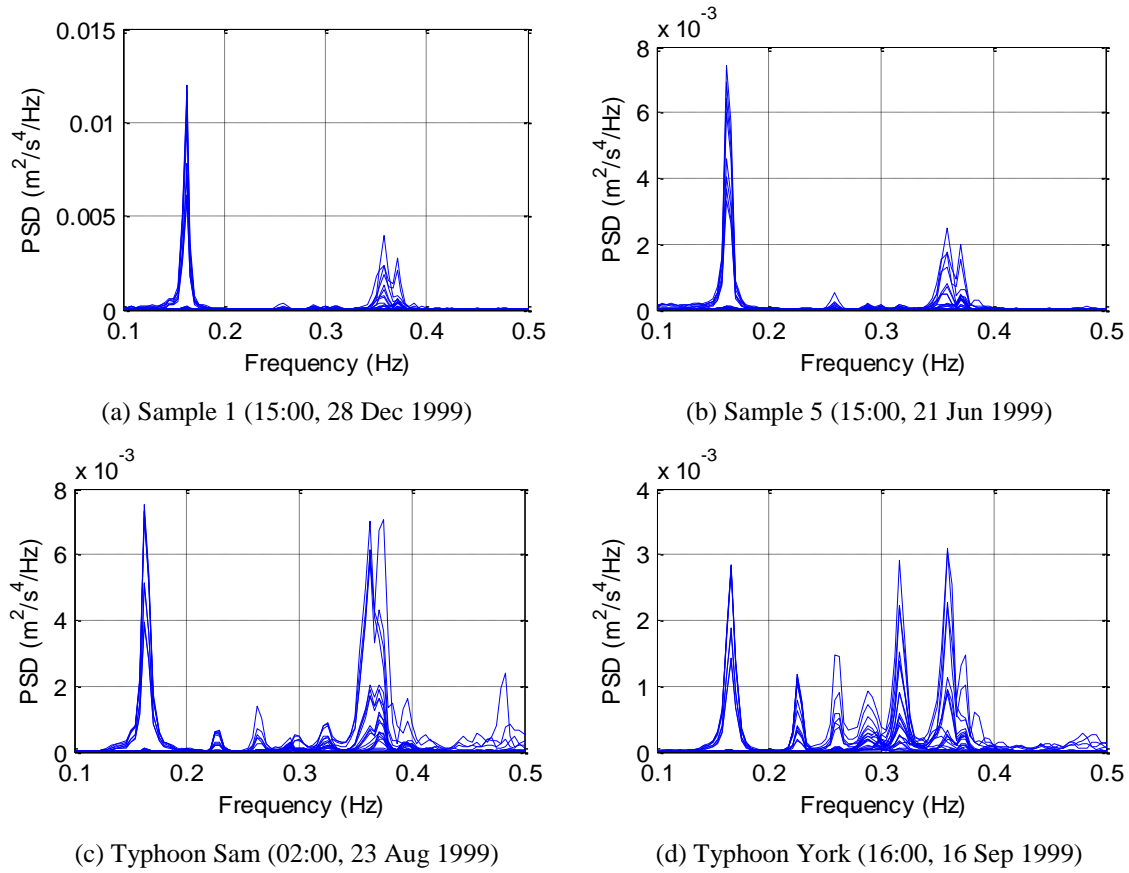 0.015
0.01
0.005
0
0.1 0.2 0.3 0.4 0.5
PSD (m²/s⁴/Hz)
Frequency (Hz)
(a) Sample 1 (15:00, 28 Dec 1999)
x 10⁻³
8
6
4
2
0
0.1 0.2 0.3 0.4 0.5
PSD (m²/s⁴/Hz)
Frequency (Hz)
(b) Sample 5 (15:00, 21 Jun 1999)
x 10⁻³
8
6
4
2
0
0.1 0.2 0.3 0.4 0.5
PSD (m²/s⁴/Hz)
Frequency (Hz)
(c) Typhoon Sam (02:00, 23 Aug 1999)
x 10⁻³
4
3
2
1
0
0.1 0.2 0.3 0.4 0.5
PSD (m²/s⁴/Hz)
Frequency (Hz)
(d) Typhoon York (16:00, 16 Sep 1999)